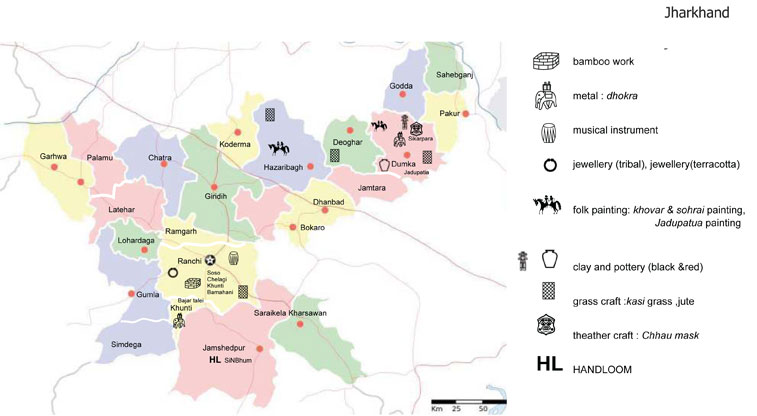 Jharkhand
Sahebganj
Godda
Pakur
Sikarpara
Dumka
Jadupatia
Deoghar
Jamtara
Koderma
Hazaribagh
Garhwa
Palamu
Chatra
Giridih
Latehar
Dhanbad
Bokaro
Ramgarh
Lohardaga
Ranchi
Soso
Chelagi
Khunti
Bamahani
Gumla
Bajar talei
Khunti
Simdega
Saraikela Kharsawan
Jamshedpur
HL SiNBhum
Km 25 50
bamboo work
metal : dhokra
musical instrument
jewellery (tribal), jewellery(terracotta)
folk painting: khovar & sohrai painting,
Jadupatua painting
clay and pottery (black &red)
grass craft :kasi grass ,jute
theather craft : Chhau mask
HL HANDLOOM